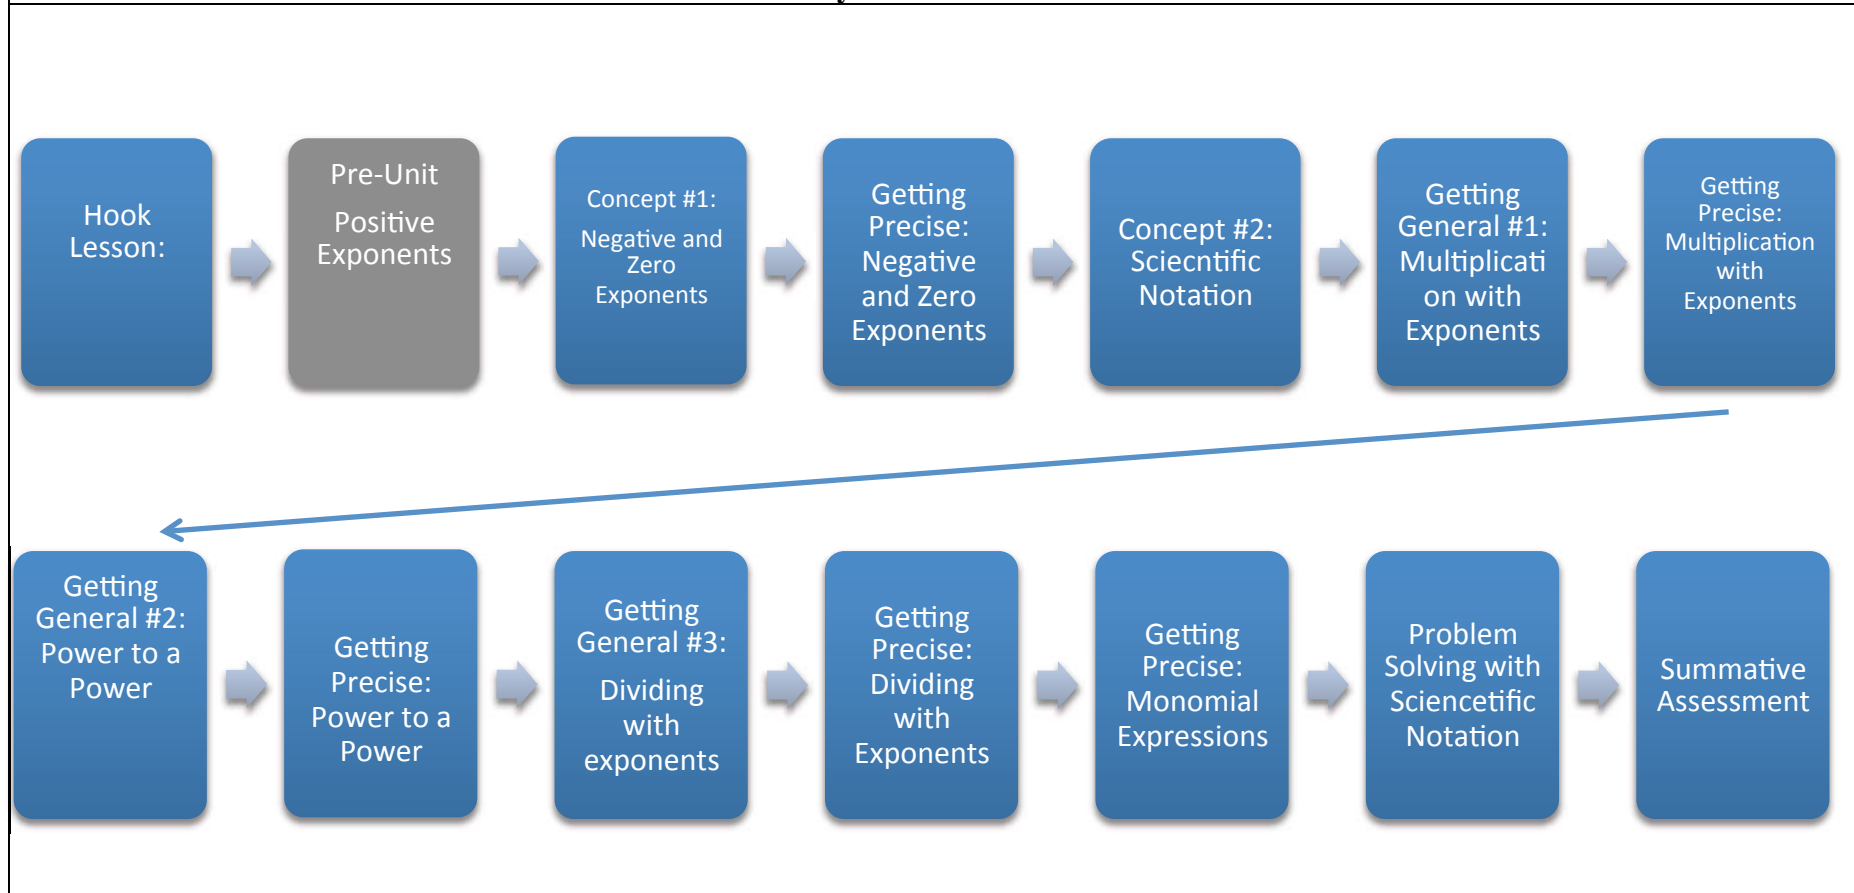 Hook
Lesson:
Pre-Unit
Positive
Exponents
Concept #1:
Negative and
Zero
Exponents
Getting
Precise:
Negative
and Zero
Exponents
Concept #2:
Sciecntific
Notation
Getting
General #1:
Multiplicati
on with
Exponents
Getting
Precise:
Multiplication
with
Exponents
Getting
General #2:
Power to a
Power
Getting
Precise:
Power to a
Power
Getting
General #3:
Dividing
with
exponents
Getting
Precise:
Dividing
with
Exponents
Getting
Precise:
Monomial
Expressions
Problem
Solving with
Sciencetific
Notation
Summative
Assessment